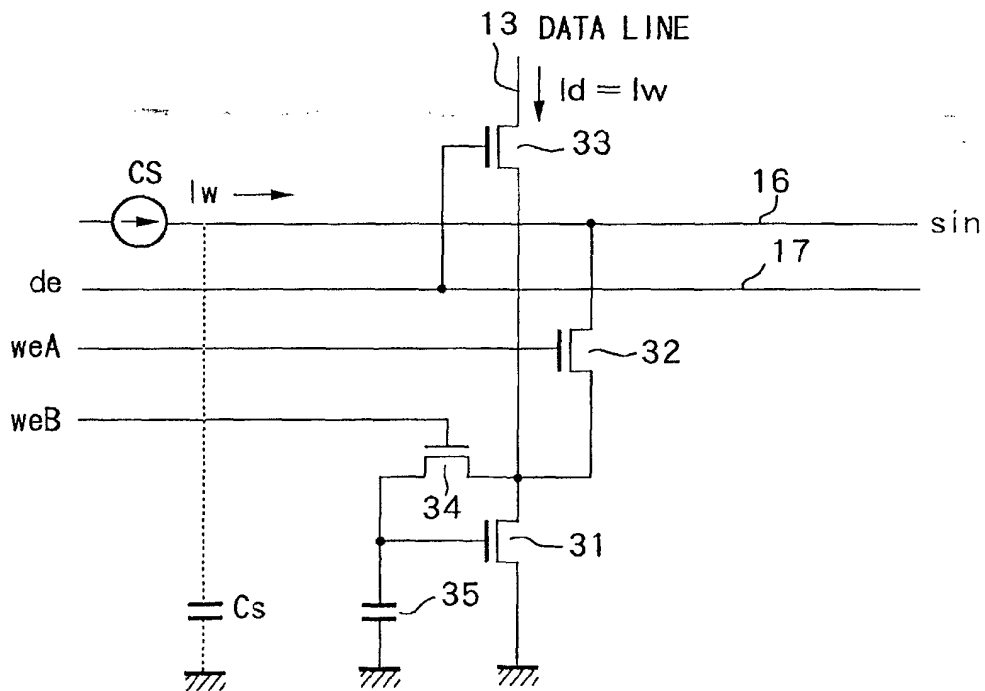 13 DATA LINE
Id = Iw
33
CS
Iw
16
sin
17
de
weA
32
weB
34
31
35
Cs